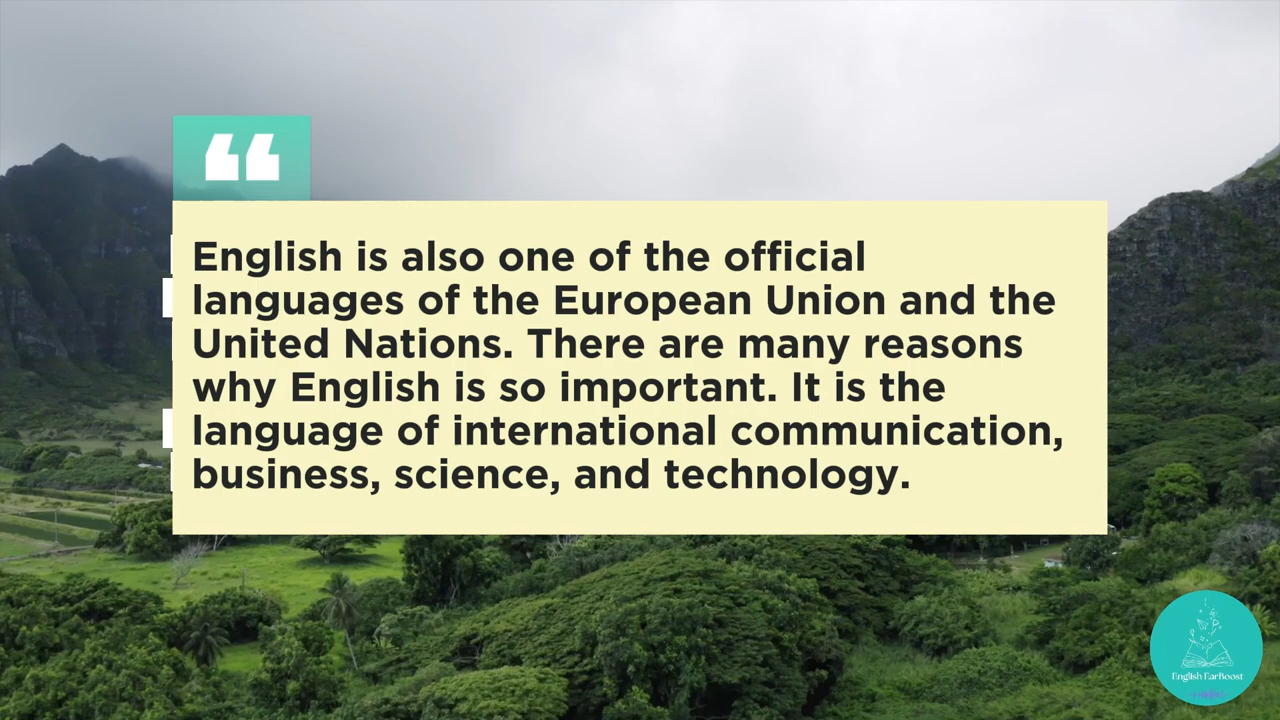 “
English is also one of the official
languages of the European Union and the
United Nations. There are many reasons
why English is so important. It is the
language of international communication,
business, science, and technology.
English EarBoost